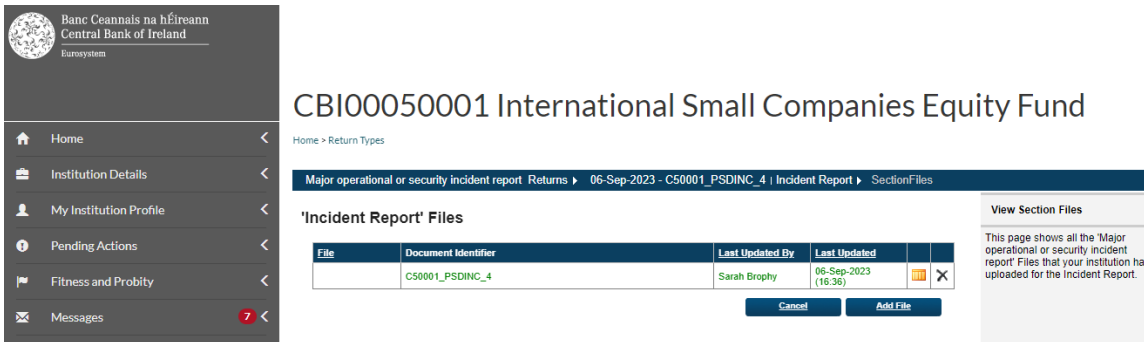 Banc Ceannais na hÉireann
Central Bank of Ireland
Eurosystem
CBI00050001 International Small Companies Equity Fund
Home > Return Types
Home
Institution Details
My Institution Profile
Pending Actions
Fitness and Probity
Messages 7
Major operational or security incident report Returns 06-Sep-2023 - C50001_PSDINC_4 | Incident Report SectionFiles
'Incident Report' Files
File Document Identifier Last Updated By Last Updated
C50001_PSDINC_4 Sarah Brophy 06-Sep-2023
(16:36)
Cancel Add File
View Section Files
This page shows all the 'Major
operational or security incident
report' Files that your institution ha
uploaded for the Incident Report.